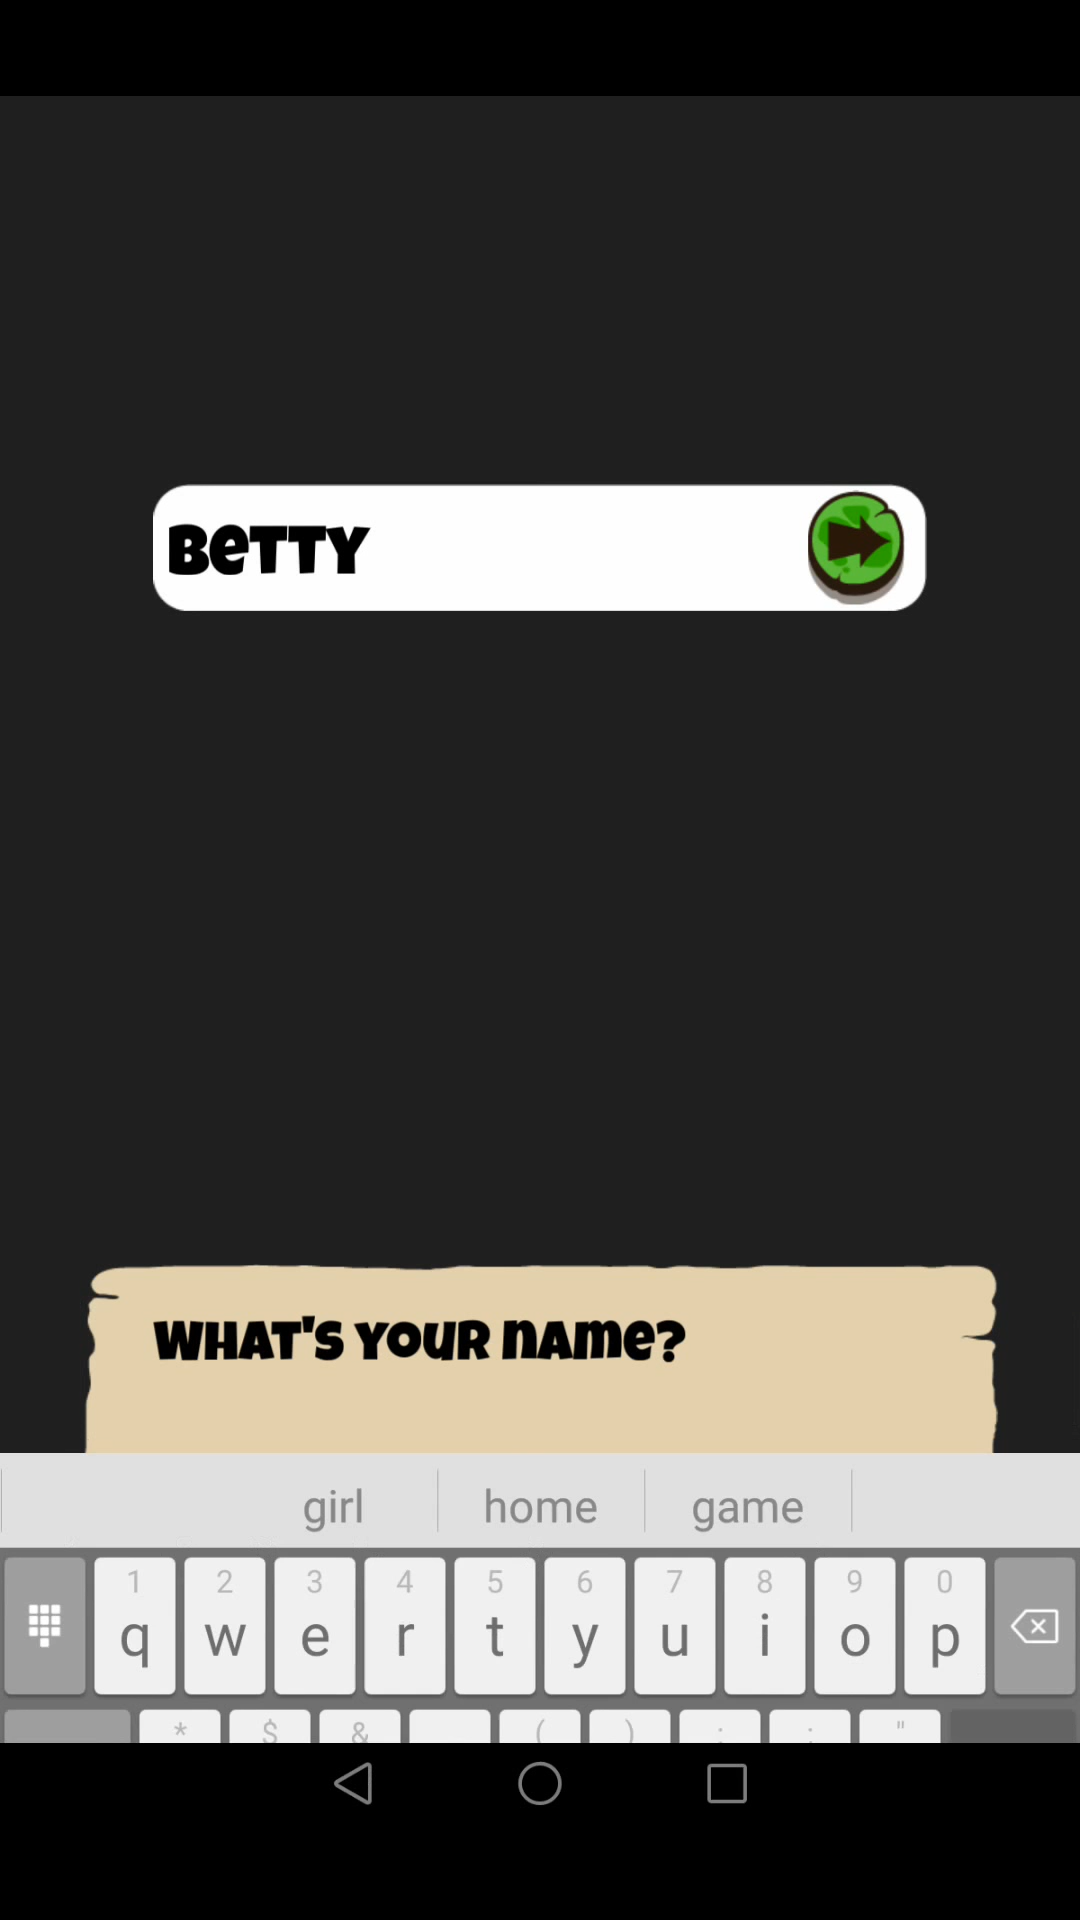 Betty
What's your name?
girl home game
1 2 3 4 5 6 7 8 9 0
q w e r t y u i o p
* $ & ( ) : ; "